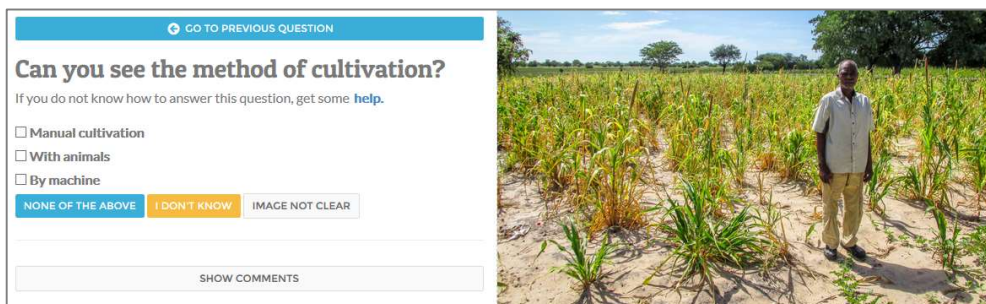 GO TO PREVIOUS QUESTION
Can you see the method of cultivation?
If you do not know how to answer this question, get some help.
Manual cultivation
With animals
By machine
NONE OF THE ABOVE I DON'T KNOW IMAGE NOT CLEAR
SHOW COMMENTS